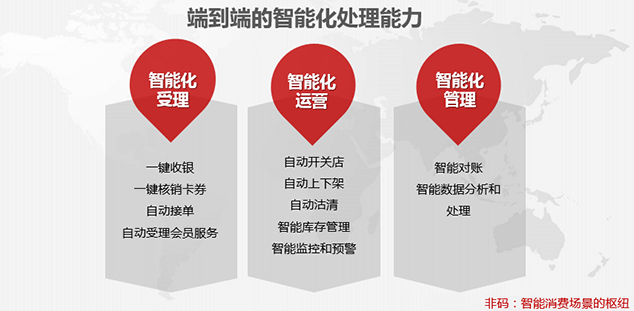 端到端的智能化处理能力
智能化
受理
一键收银
一键核销卡券
自动接单
自动受理会员服务
智能化
运营
自动开关店
自动上下架
自动沽清
智能库存管理
智能监控和预警
智能化
管理
智能对账
智能数据分析和
处理
非码：智能消费场景的枢纽